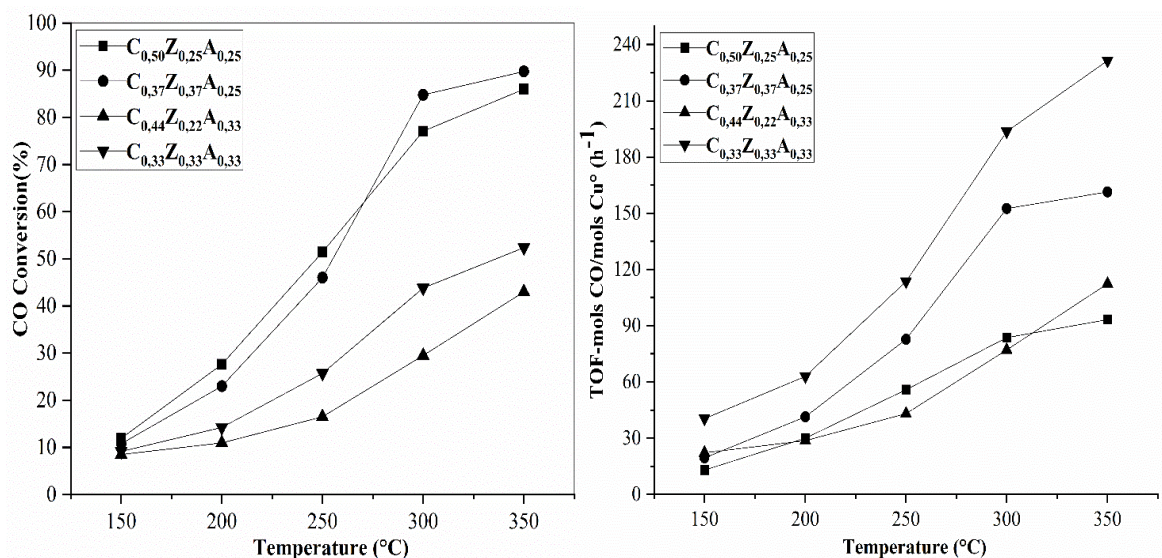 100
90
80
70
60
50
40
30
20
10
0
CO Conversion(%)
C0,50Z0,25A0,25
C0,37Z0,37A0,25
C0,44Z0,22A0,33
C0,33Z0,33A0,33
150 200 250 300 350
Temperature (°C)
240
210
180
150
120
90
60
30
0
TOF-mols CO/mols Cu° (h⁻¹)
C0,50Z0,25A0,25
C0,37Z0,37A0,25
C0,44Z0,22A0,33
C0,33Z0,33A0,33
150 200 250 300 350
Temperature (°C)